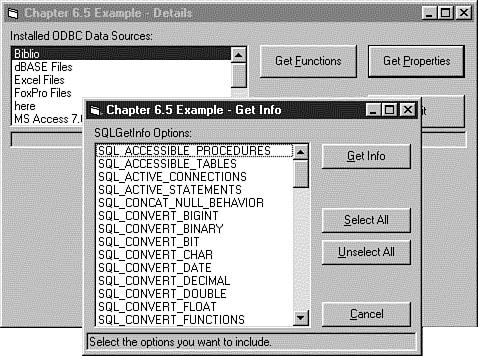 Chapter 6.5 Example - Details
Installed ODBC Data Sources:
Biblio
dBASE Files
Excel Files
FoxPro Files
here
MS Access 7.0
Get Functions
Get Properties
Chapter 6.5 Example - Get Info
SQLGetInfo Options:
SQL_ACCESSIBLE_PROCEDURES
SQL_ACCESSIBLE_TABLES
SQL_ACTIVE_CONNECTIONS
SQL_ACTIVE_STATEMENTS
SQL_CONCAT_NULL_BEHAVIOR
SQL_CONVERT_BIGINT
SQL_CONVERT_BINARY
SQL_CONVERT_BIT
SQL_CONVERT_CHAR
SQL_CONVERT_DATE
SQL_CONVERT_DECIMAL
SQL_CONVERT_DOUBLE
SQL_CONVERT_FLOAT
SQL_CONVERT_FUNCTIONS
Get Info
Select All
Unselect All
Cancel
Select the options you want to include.